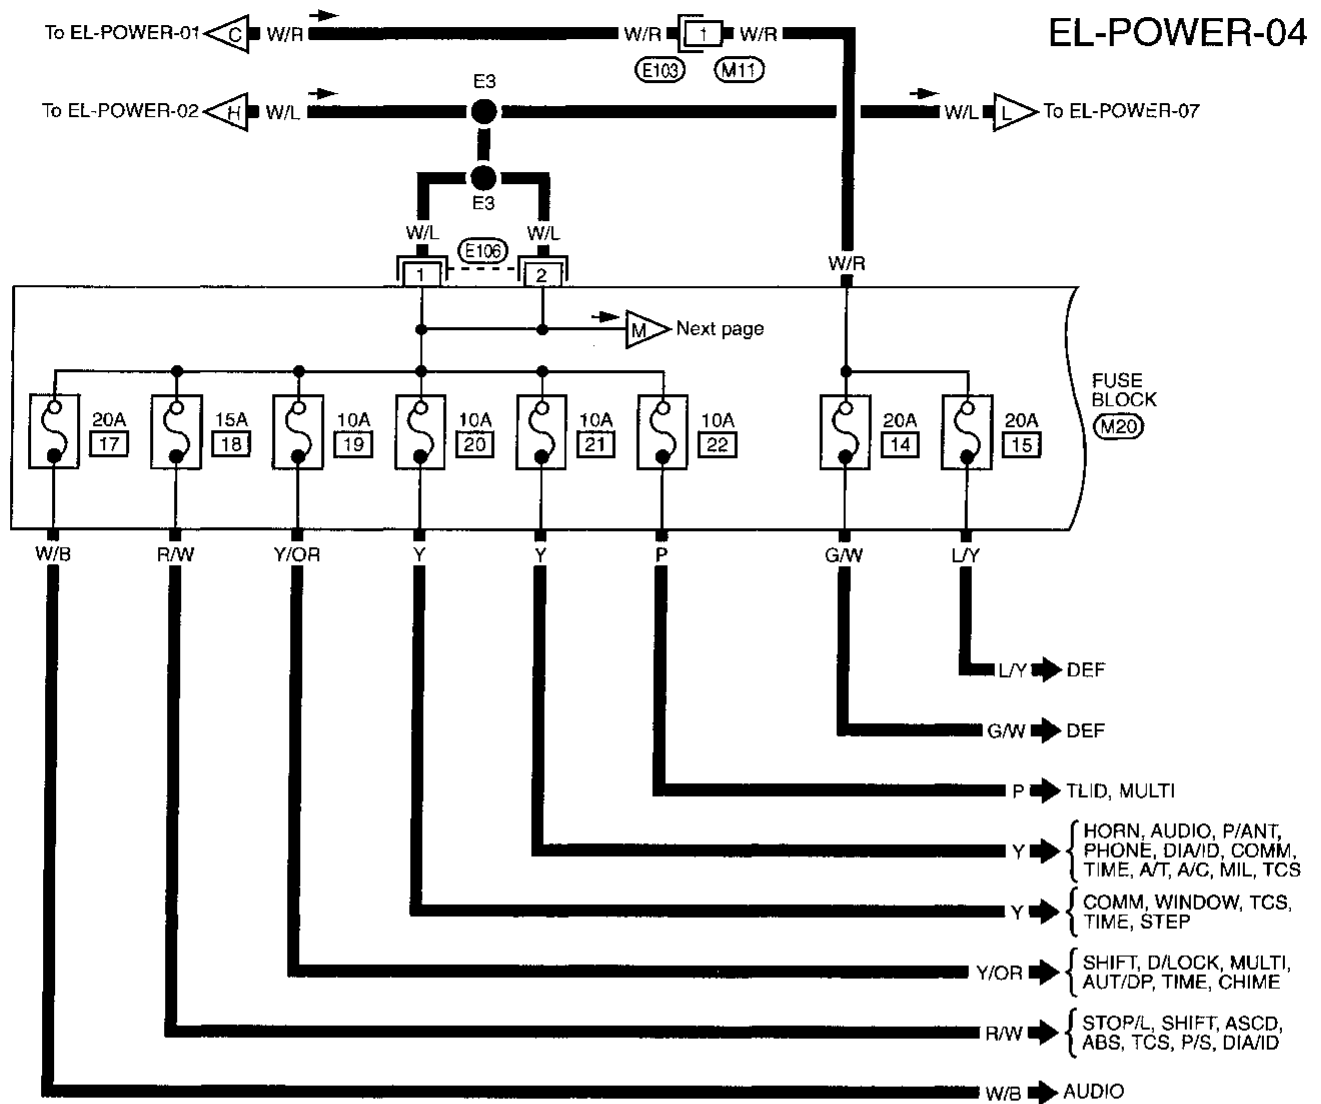 EL-POWER-04
To EL-POWER-01 C W/R W/R 1 W/R
E103 M11
E3
To EL-POWER-02 H W/L W/L L To EL-POWER-07
E3
W/L E106 W/L
W/R
1 2
M Next page
FUSE
BLOCK
M20
20A 15A 10A 10A 10A 10A 20A 20A
17 18 19 20 21 22 14 15
W/B R/W Y/OR Y Y P G/W L/Y
L/Y DEF
G/W DEF
P TLID, MULTI
HORN, AUDIO, P/ANT,
Y PHONE, DIA/ID, COMM,
TIME, A/T, A/C, MIL, TCS
Y COMM, WINDOW, TCS,
TIME, STEP
Y/OR SHIFT, D/LOCK, MULTI,
AUT/DP, TIME, CHIME
R/W STOP/L, SHIFT, ASCD,
ABS, TCS, P/S, DIA/ID
W/B AUDIO